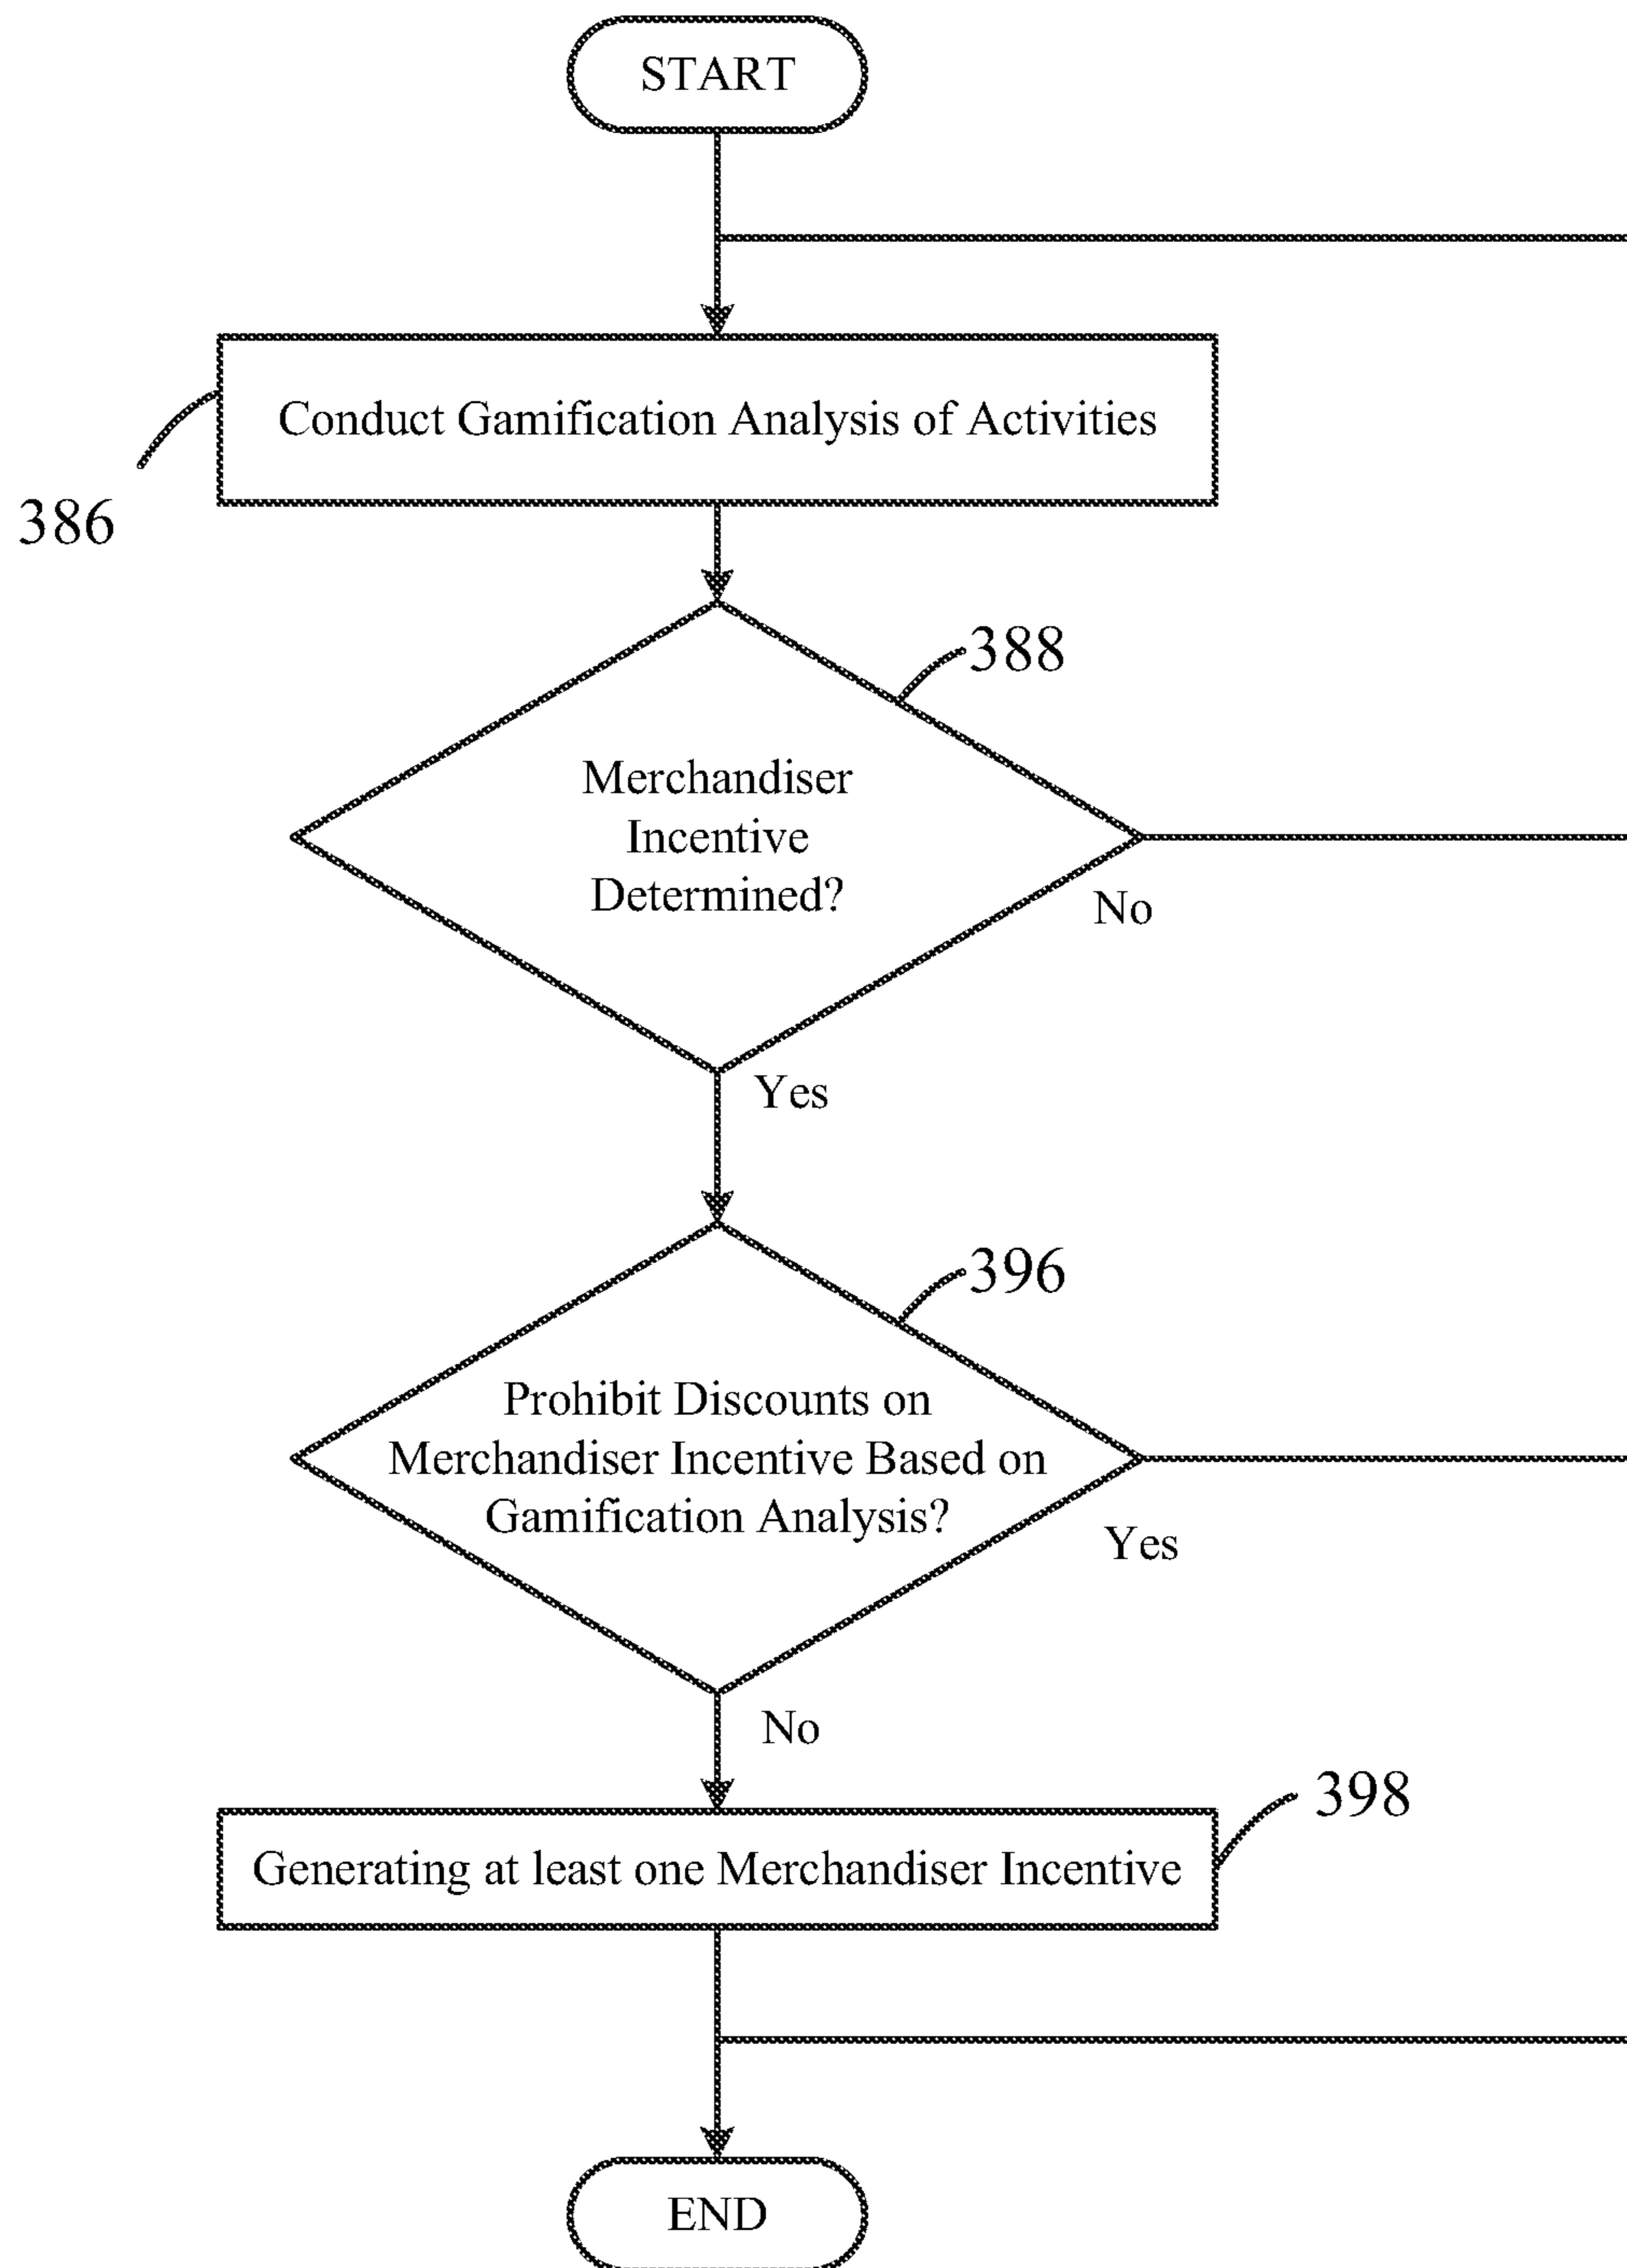 START
Conduct Gamification Analysis of Activities
386
388
Merchandiser
Incentive
Determined?
No
Yes
396
Prohibit Discounts on
Merchandiser Incentive Based on
Gamification Analysis?
Yes
No
398
Generating at least one Merchandiser Incentive
END